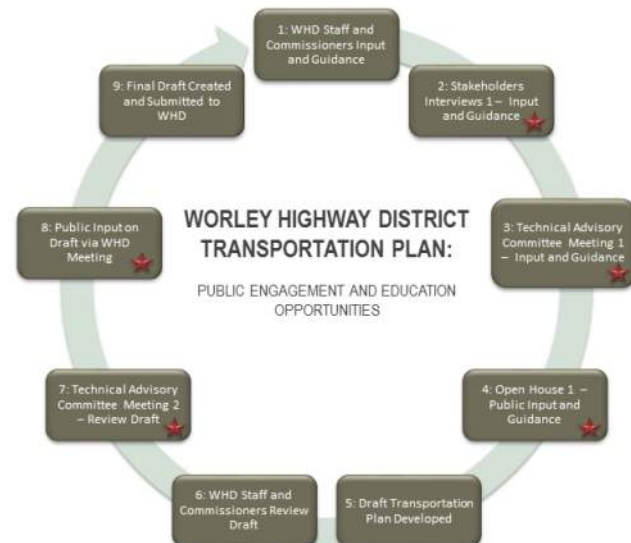 1: WHD Staff and
Commissioners Input
and Guidance
2: Stakeholders
Interviews 1 – Input
and Guidance
3: Technical Advisory
Committee Meeting 1
– Input and Guidance
4: Open House 1 –
Public Input and
Guidance
5: Draft Transportation
Plan Developed
6: WHD Staff and
Commissioners Review
Draft
7: Technical Advisory
Committee Meeting 2
– Review Draft
8: Public Input on
Draft via WHD
Meeting
9: Final Draft Created
and Submitted to
WHD
WORLEY HIGHWAY DISTRICT
TRANSPORTATION PLAN:
PUBLIC ENGAGEMENT AND EDUCATION
OPPORTUNITIES